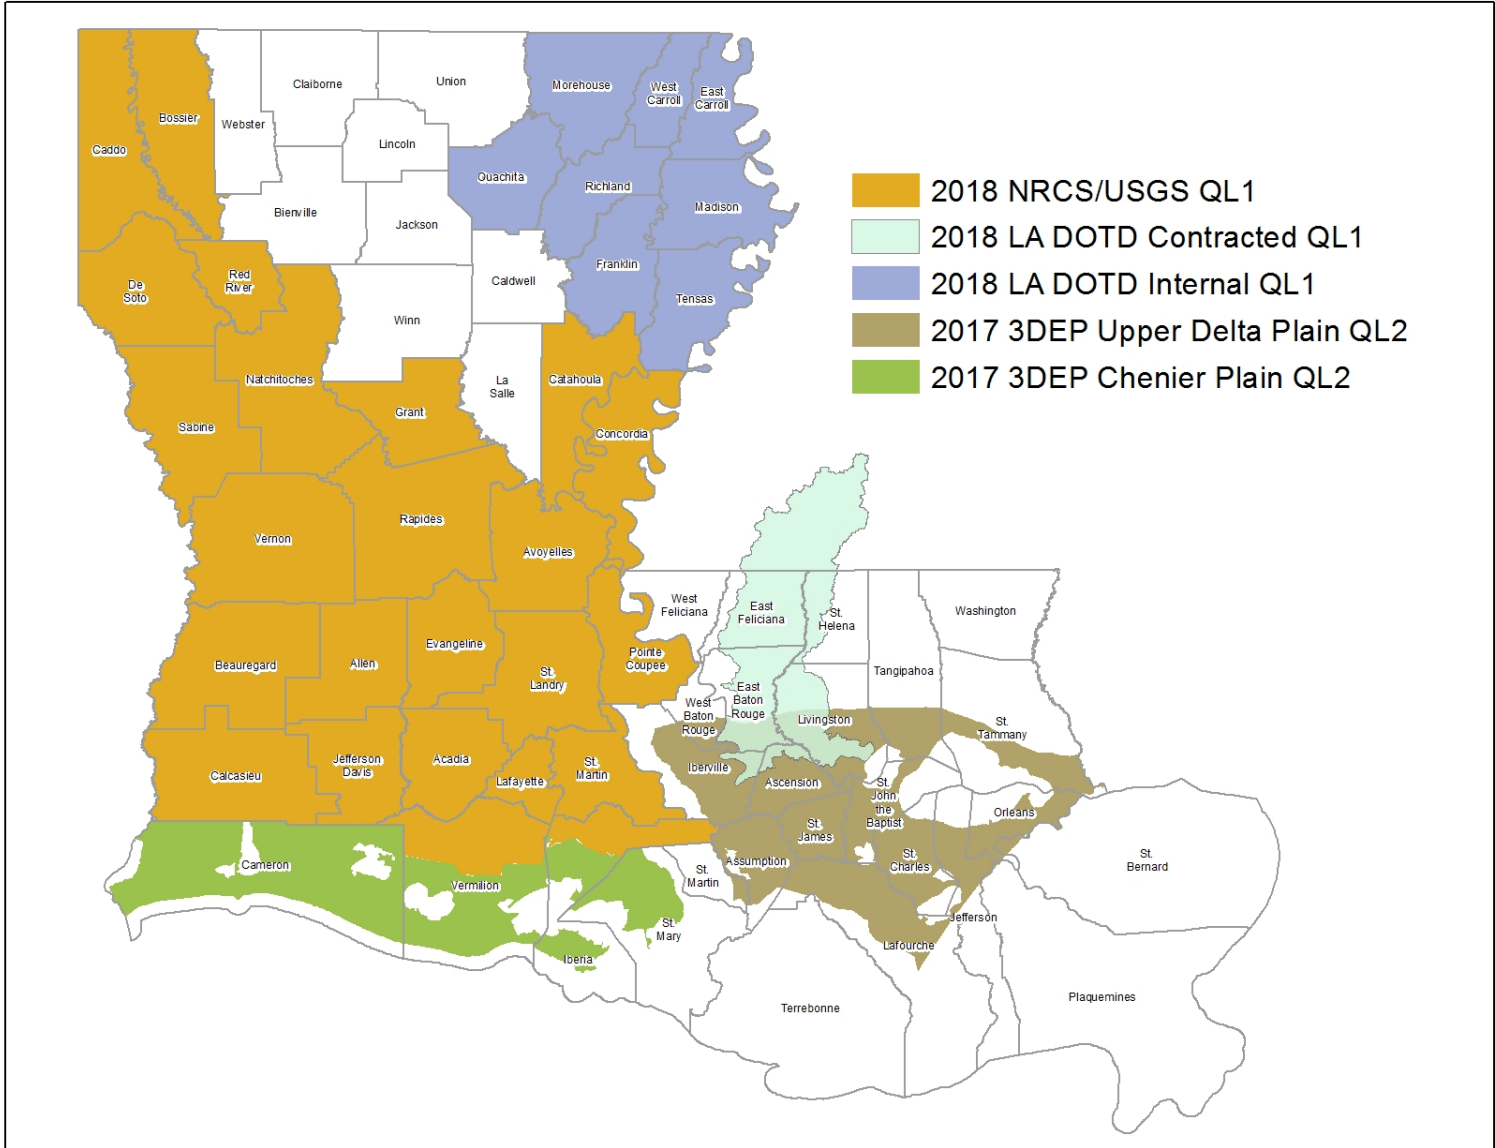 Claiborne
Union
Morehouse
West
Carroll
East
Carroll
Bossier
Webster
Lincoln
Caddo
Ouachita
Richland
Madison
Bienville
Jackson
Franklin
Caldwell
Red
River
De
Soto
Tensas
Winn
Natchitoches
La
Salle
Catahoula
Grant
Sabine
Concordia
Rapides
Vernon
Avoyelles
2018 NRCS/USGS QL1
2018 LA DOTD Contracted QL1
2018 LA DOTD Internal QL1
2017 3DEP Upper Delta Plain QL2
2017 3DEP Chenier Plain QL2
West
Feliciana
East
Feliciana
St.
Helena
Washington
Evangeline
Beauregard
Allen
St.
Landry
Pointe
Coupee
Tangipahoa
East
Baton
Rouge
West
Baton
Rouge
Livingston
St.
Tammany
Calcasieu
Jefferson
Davis
Acadia
Lafayette
St.
Martin
Iberville
Ascension
St.
John
the
Baptist
Orleans
St.
James
Cameron
Vermilion
Assumption
St.
Charles
St.
Bernard
St.
Martin
St.
Mary
Jefferson
Lafourche
Iberia
Terrebonne
Plaquemines